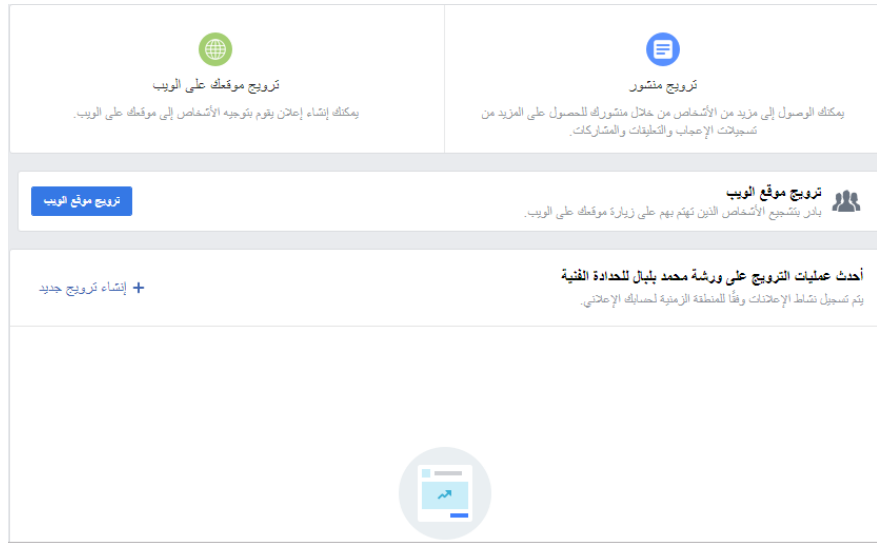 ترويج منشور
يمكنك الوصول إلى مزيد من الأشخاص من خلال منشورك للحصول على المزيد من
تسجيلات الإعجاب والتعليقات والمشاركات.
ترويج موقعك على الويب
يمكنك إنشاء إعلان يقوم بتوجيه الأشخاص إلى موقعك على الويب.
ترويج موقع الويب
بادر بتشجيع الأشخاص الذين تهتم بهم على زيارة موقعك على الويب.
ترويج موقع الويب
أحدث عمليات الترويج على ورشة محمد بلبال للحدادة الفنية
يتم تسجيل نشاط الإعلانات وفقًا للمنطقة الزمنية لحسابك الإعلاني.
+ إنشاء ترويج جديد